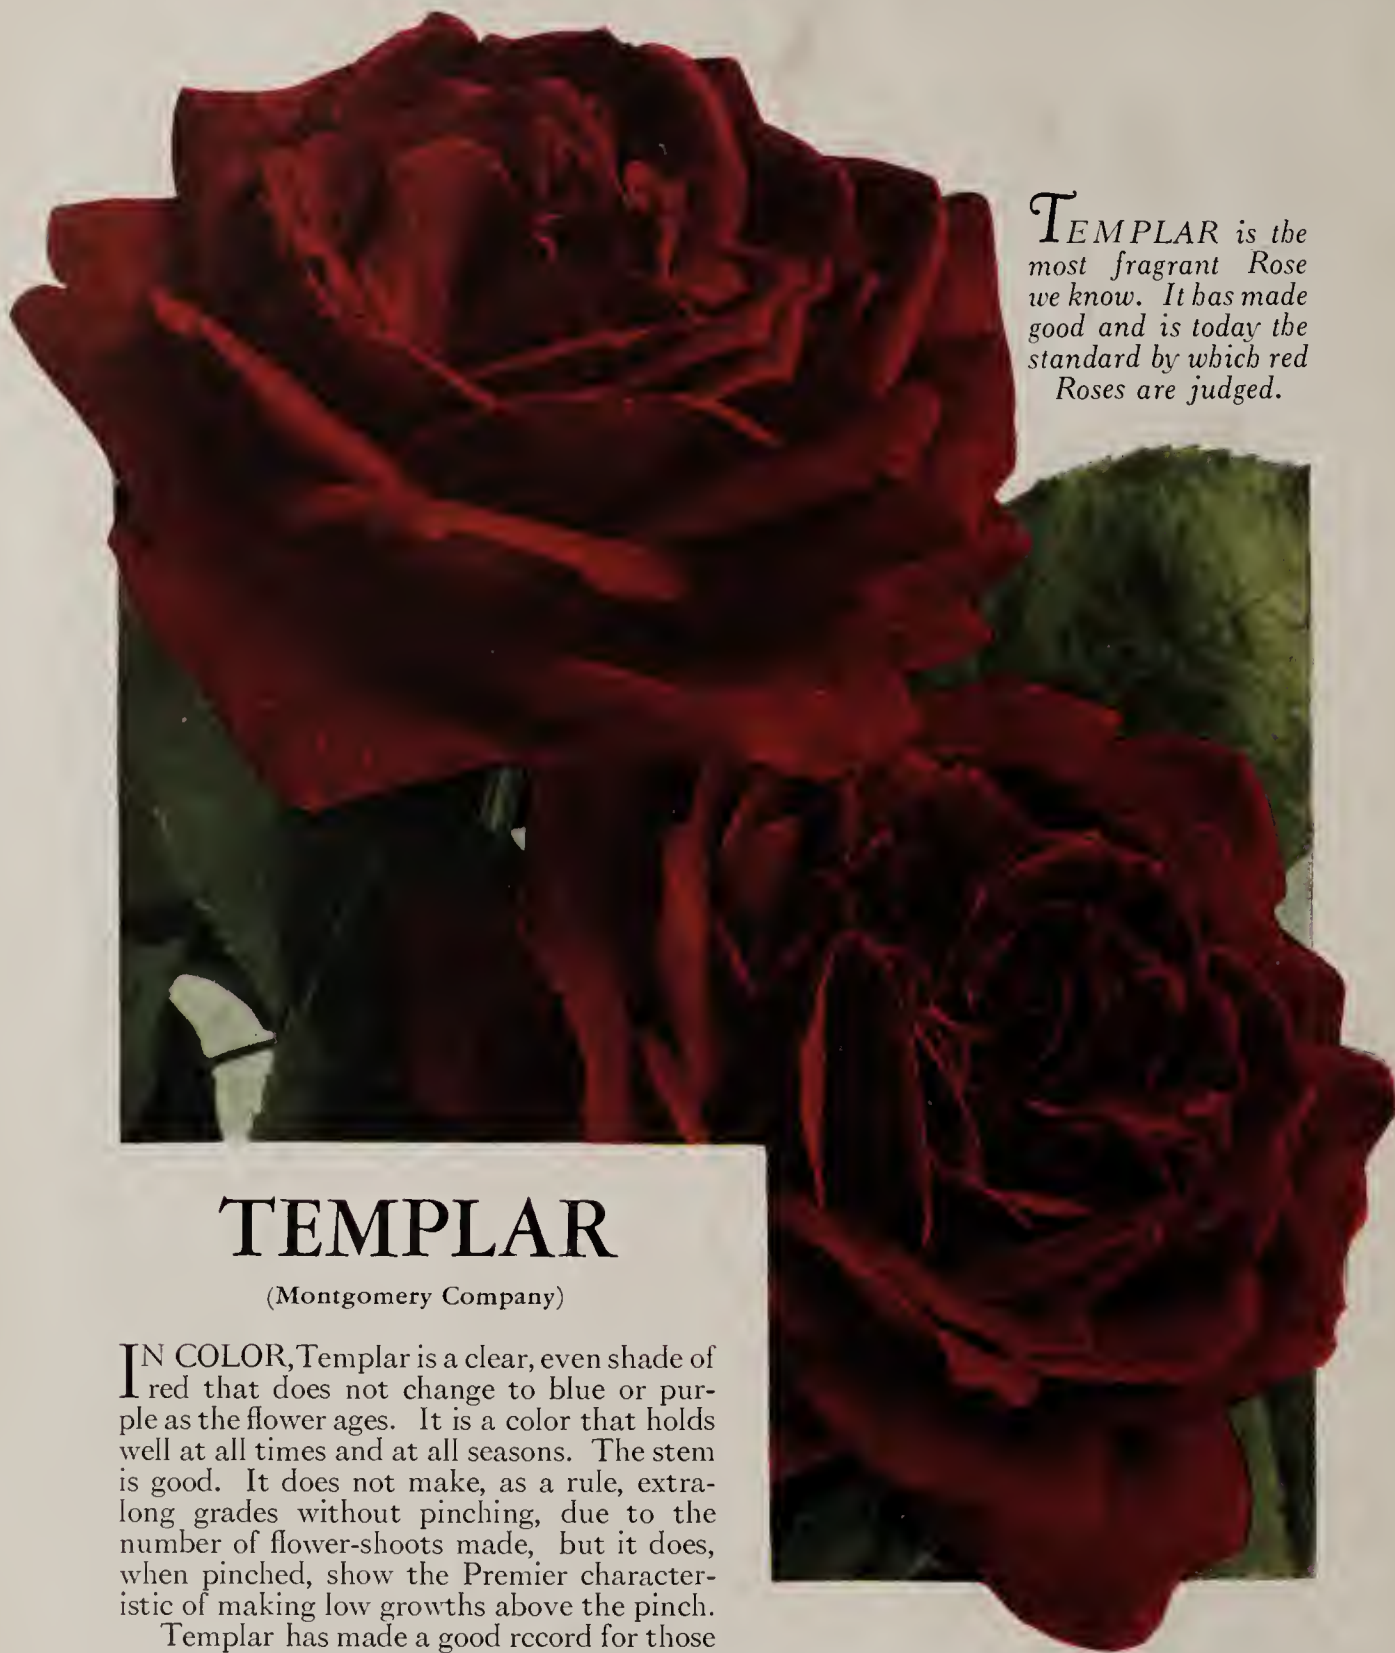 TEMPLAR is the
most fragrant Rose
we know. It has made
good and is today the
standard by which red
Roses are judged.
TEMPLAR
(Montgomery Company)
IN COLOR, Templar is a clear, even shade of
red that does not change to blue or pur-
ple as the flower ages. It is a color that holds
well at all times and at all seasons. The stem
is good. It does not make, as a rule, extra-
long grades without pinching, due to the
number of flower-shoots made, but it does,
when pinched, show the Premier character-
istic of making low growths above the pinch.
Templar has made a good record for those